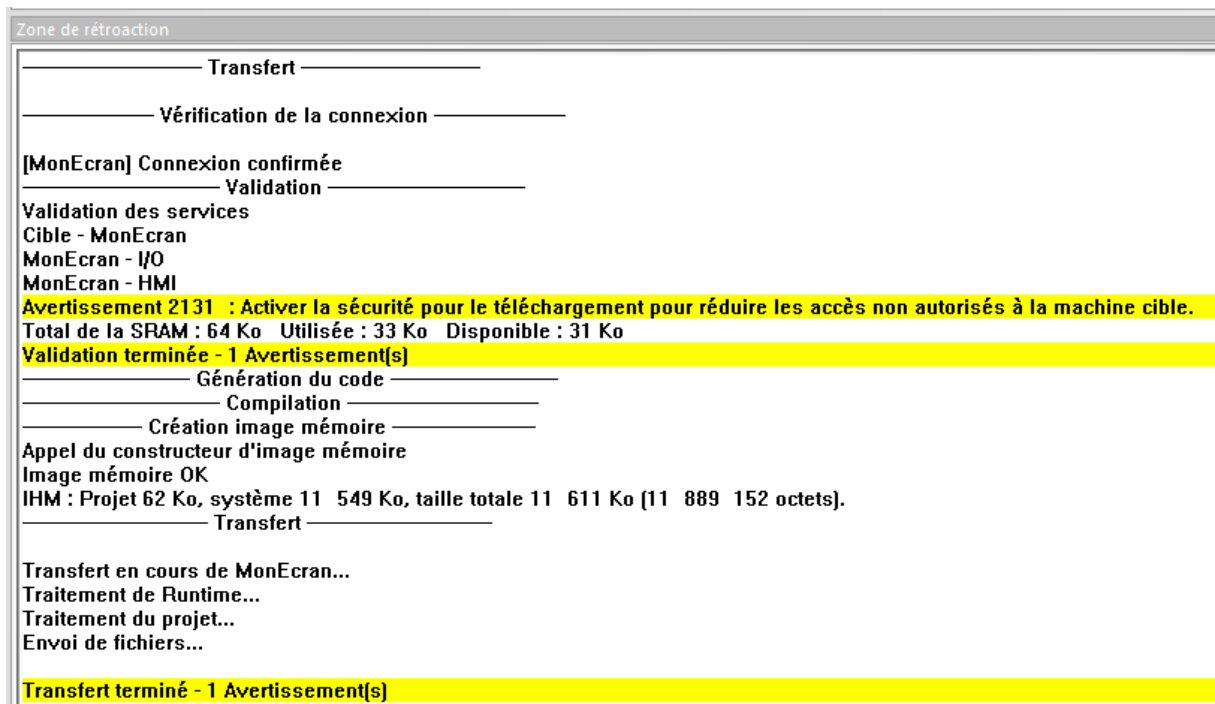 Zone de rétroaction
Transfert
Vérification de la connexion
[MonEcran] Connexion confirmée
Validation
Validation des services
Cible - MonEcran
MonEcran - I/O
MonEcran - HMI
Avertissement 2131 : Activer la sécurité pour le téléchargement pour réduire les accès non autorisés à la machine cible.
Total de la SRAM : 64 Ko Utilisée : 33 Ko Disponible : 31 Ko
Validation terminée - 1 Avertissement(s)
Génération du code
Compilation
Création image mémoire
Appel du constructeur d'image mémoire
Image mémoire OK
IHM : Projet 62 Ko, système 11 549 Ko, taille totale 11 611 Ko (11 889 152 octets).
Transfert
Transfert en cours de MonEcran...
Traitement de Runtime...
Traitement du projet...
Envoi de fichiers...
Transfert terminé - 1 Avertissement(s)